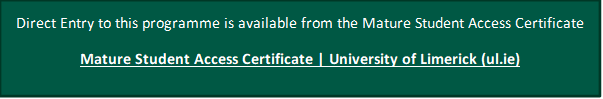 Direct Entry to this programme is available from the Mature Student Access Certificate
Mature Student Access Certificate | University of Limerick (ul.ie)